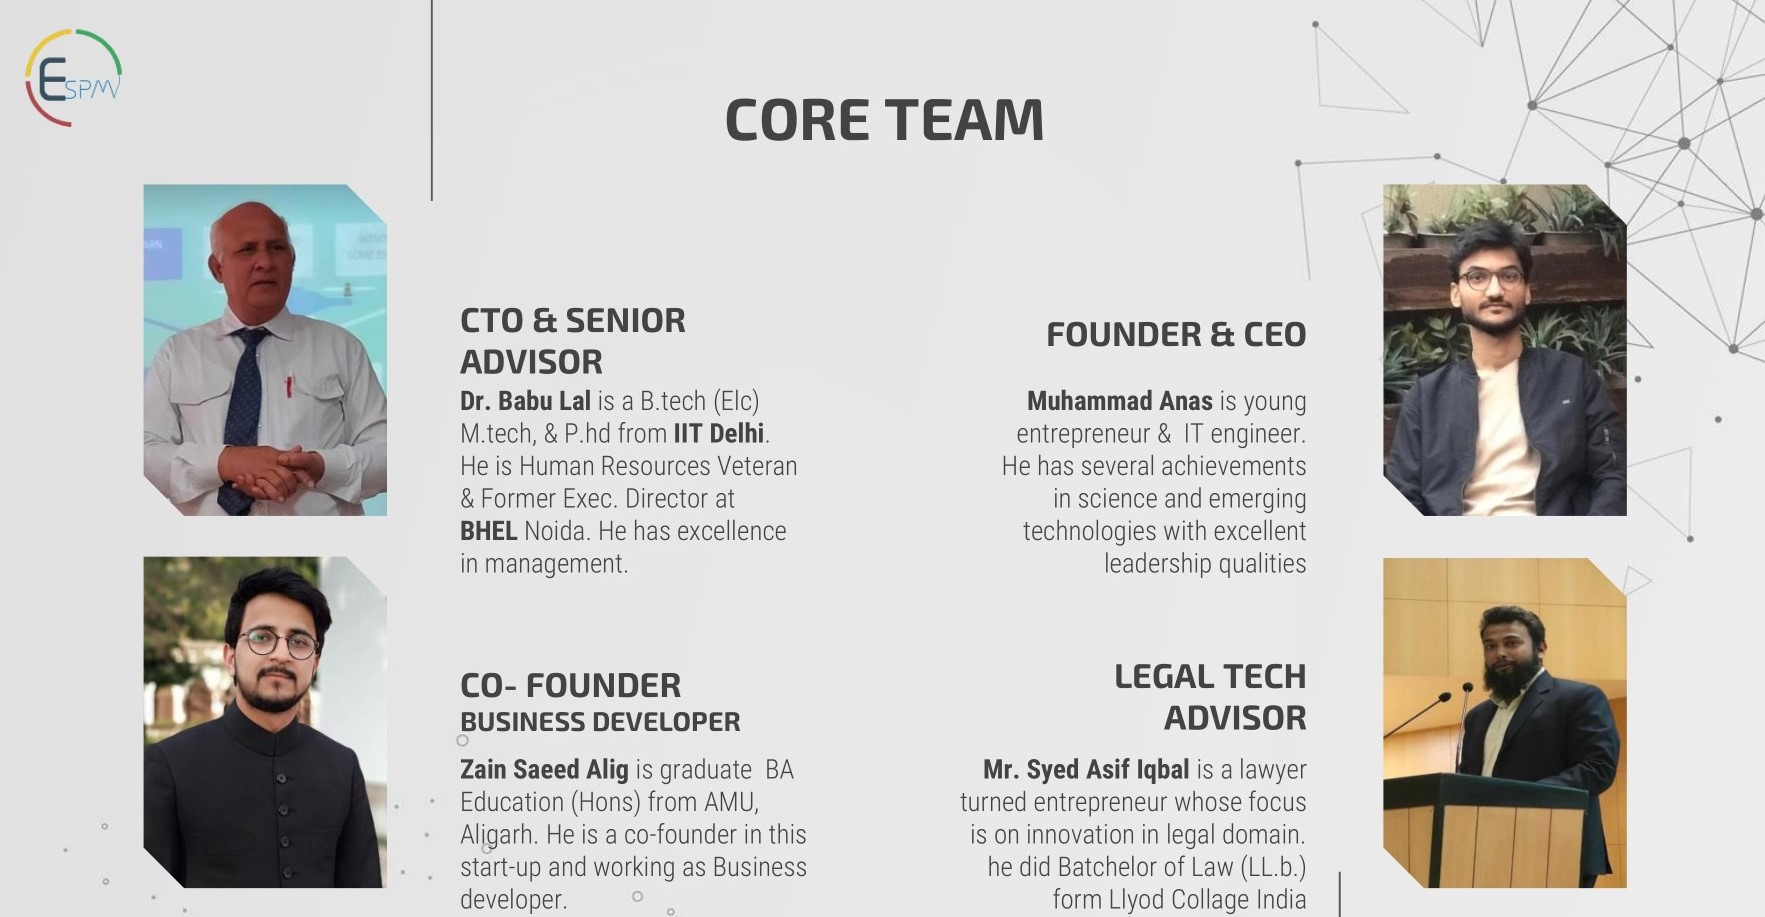 ESPM
CORE TEAM
CTO & SENIOR
ADVISOR
Dr. Babu Lal is a B.tech (Elc)
M.tech, & P.hd from IIT Delhi.
He is Human Resources Veteran
& Former Exec. Director at
BHEL Noida. He has excellence
in management.
FOUNDER & CEO
Muhammad Anas is young
entrepreneur &  IT engineer.
He has several achievements
in science and emerging
technologies with excellent
leadership qualities
CO- FOUNDER
BUSINESS DEVELOPER
Zain Saeed Alig is graduate  BA
Education (Hons) from AMU,
Aligarh. He is a co-founder in this
start-up and working as Business
developer.
LEGAL TECH
ADVISOR
Mr. Syed Asif Iqbal is a lawyer
turned entrepreneur whose focus
is on innovation in legal domain.
he did Batchelor of Law (LL.b.)
form Llyod Collage India